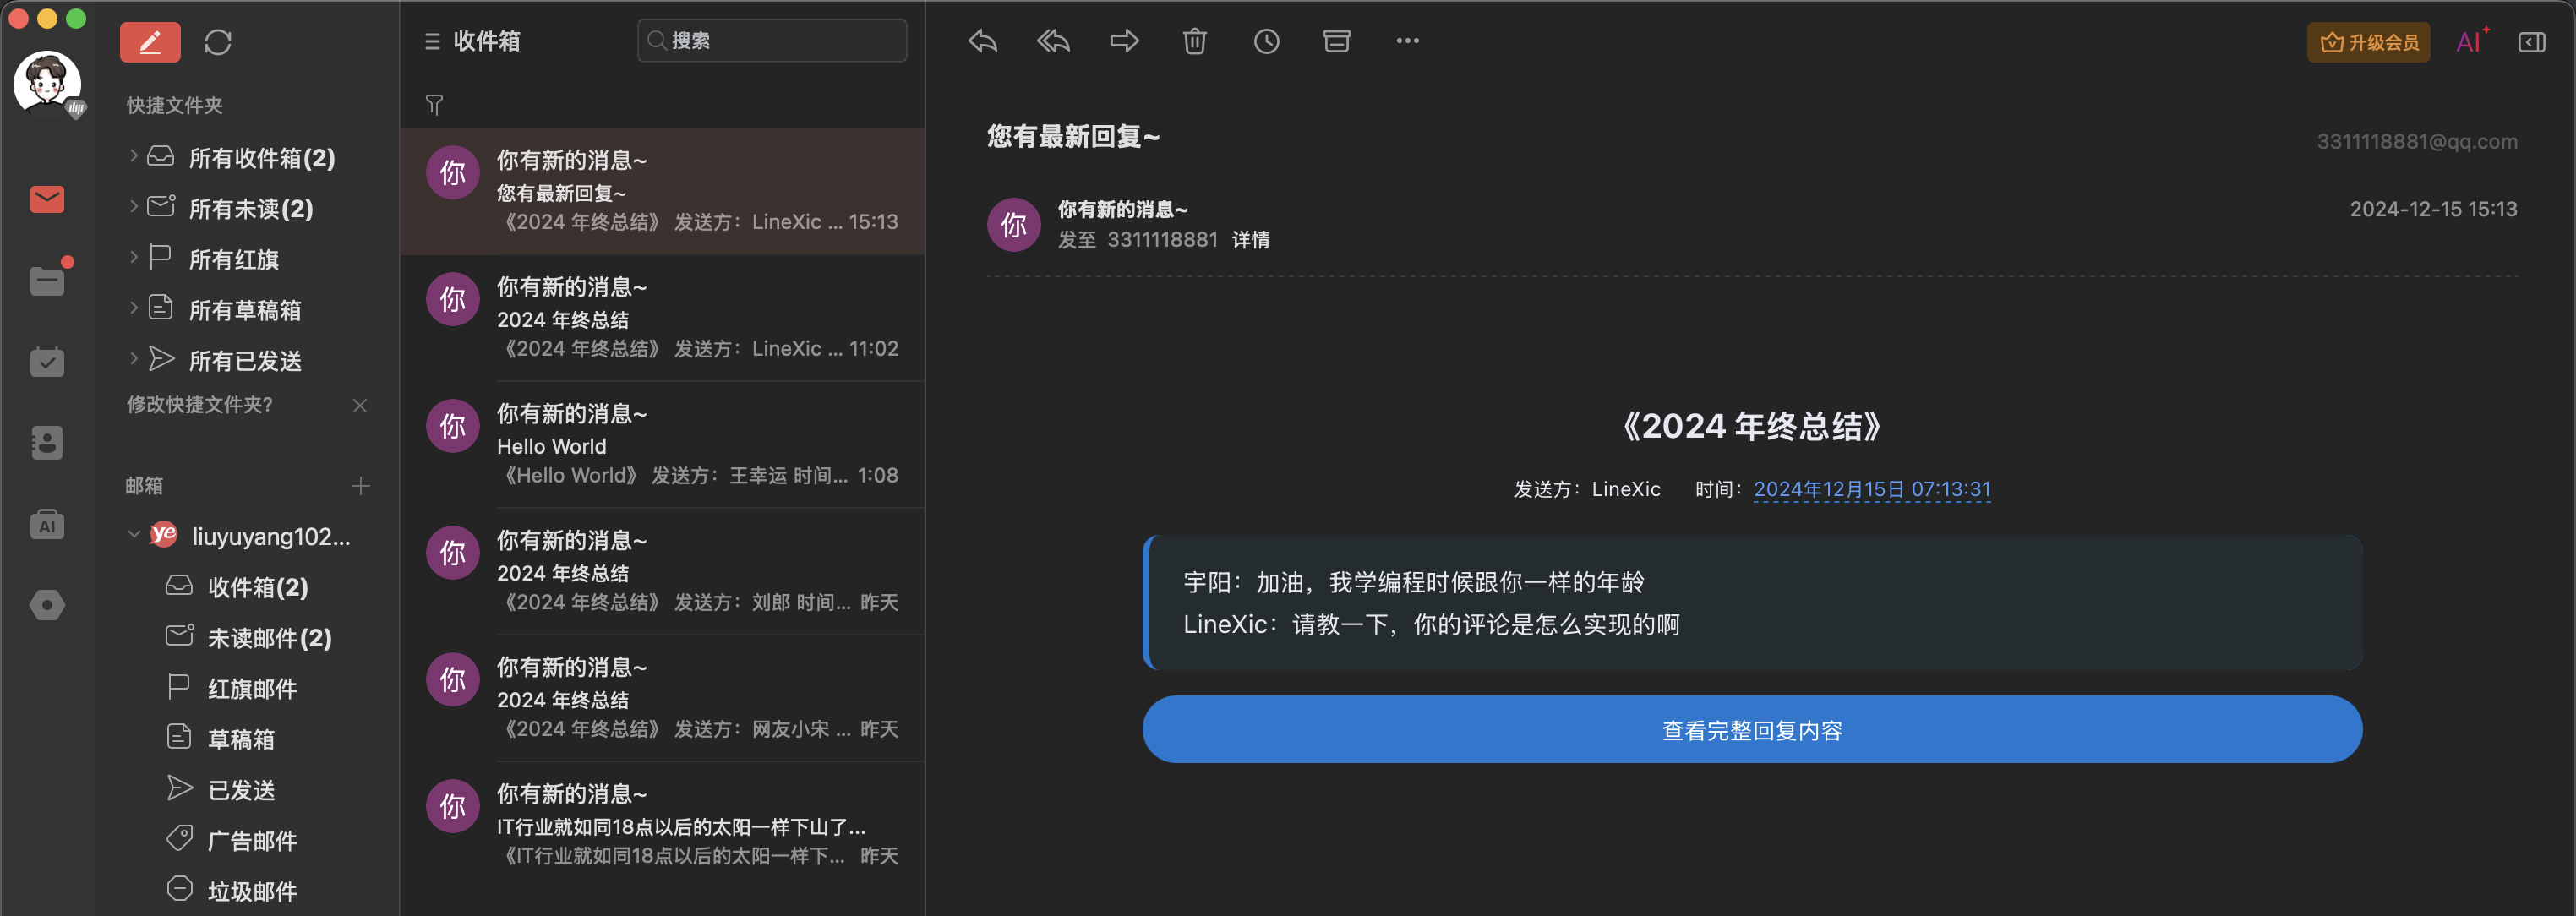 快捷文件夹
所有收件箱(2)
所有未读(2)
所有红旗
所有草稿箱
所有已发送
修改快捷文件夹?
邮箱
ye
liuyuyang102...
收件箱(2)
未读邮件(2)
红旗邮件
草稿箱
已发送
广告邮件
垃圾邮件
AI
收件箱
搜索
你
你有新的消息~
您有最新回复~
《2024 年终总结》 发送方：LineXic ... 15:13
你
你有新的消息~
2024 年终总结
《2024 年终总结》 发送方：LineXic ... 11:02
你
你有新的消息~
Hello World
《Hello World》 发送方：王幸运 时间... 1:08
你
你有新的消息~
2024 年终总结
《2024 年终总结》 发送方：刘郎 时间... 昨天
你
你有新的消息~
2024 年终总结
《2024 年终总结》 发送方：网友小宋 ... 昨天
你
你有新的消息~
IT行业就如同18点以后的太阳一样下山了...
《IT行业就如同18点以后的太阳一样下... 昨天
升级会员
AI
您有最新回复~
3311118881@qq.com
你
你有新的消息~
2024-12-15 15:13
发至 3311118881 详情
《2024 年终总结》
发送方：LineXic 时间：2024年12月15日 07:13:31
宇阳：加油，我学编程时候跟你一样的年龄
LineXic：请教一下，你的评论是怎么实现的啊
查看完整回复内容